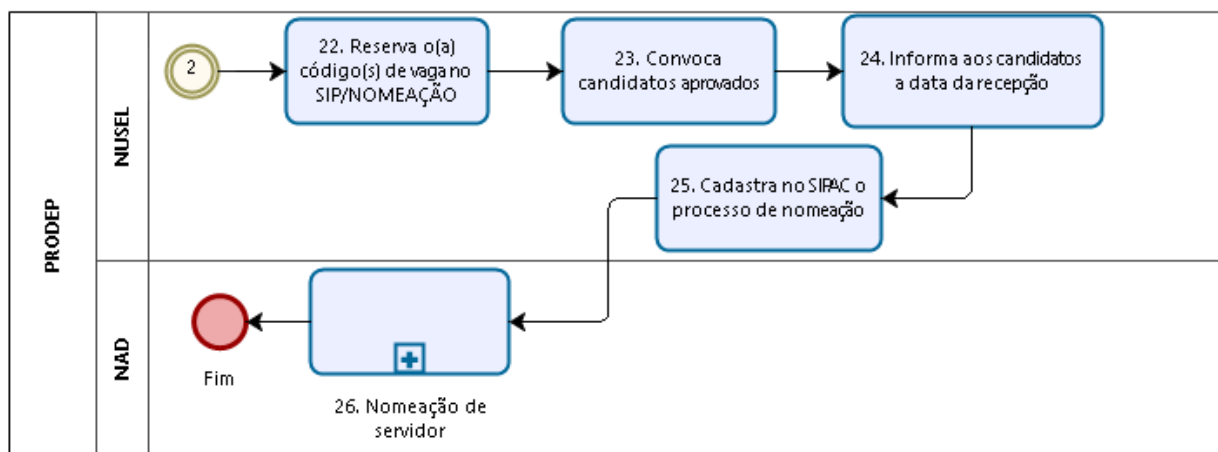 PRODEP
NUSEL
2
22. Reserva o(a)
código(s) de vaga no
SIP/NOMEAÇÃO
23. Convoca
candidatos aprovados
24. Informa aos candidatos
a data da recepção
25. Cadastra no SIPAC o
processo de nomeação
NAD
Fim
26. Nomeação de
servidor